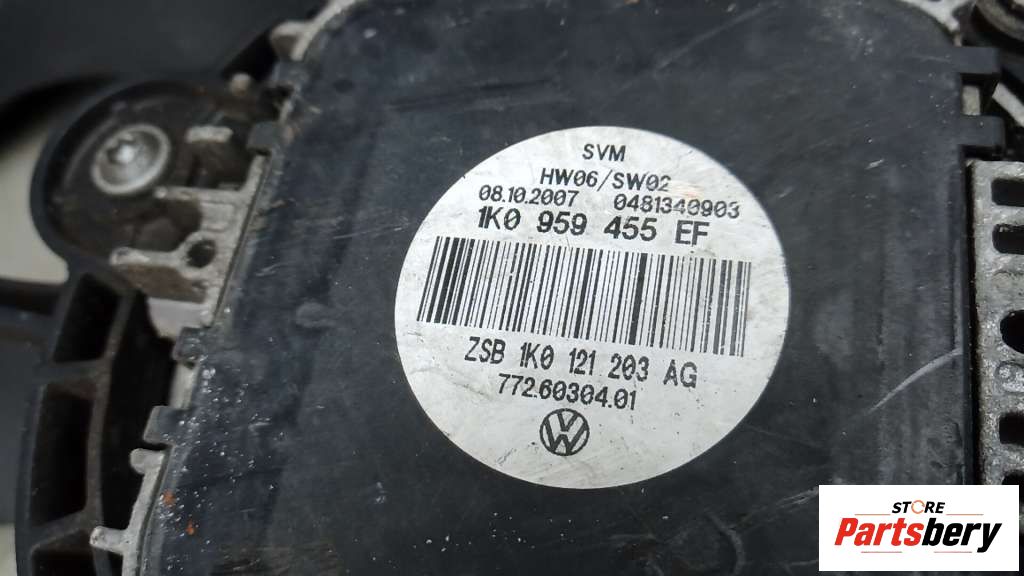 SVM
HW06/SW02
08.10.2007 0481340903
1K0 959 455 EF
ZSB 1K0 121 203 AG
772.60304.01
VW
STORE
Partsbery